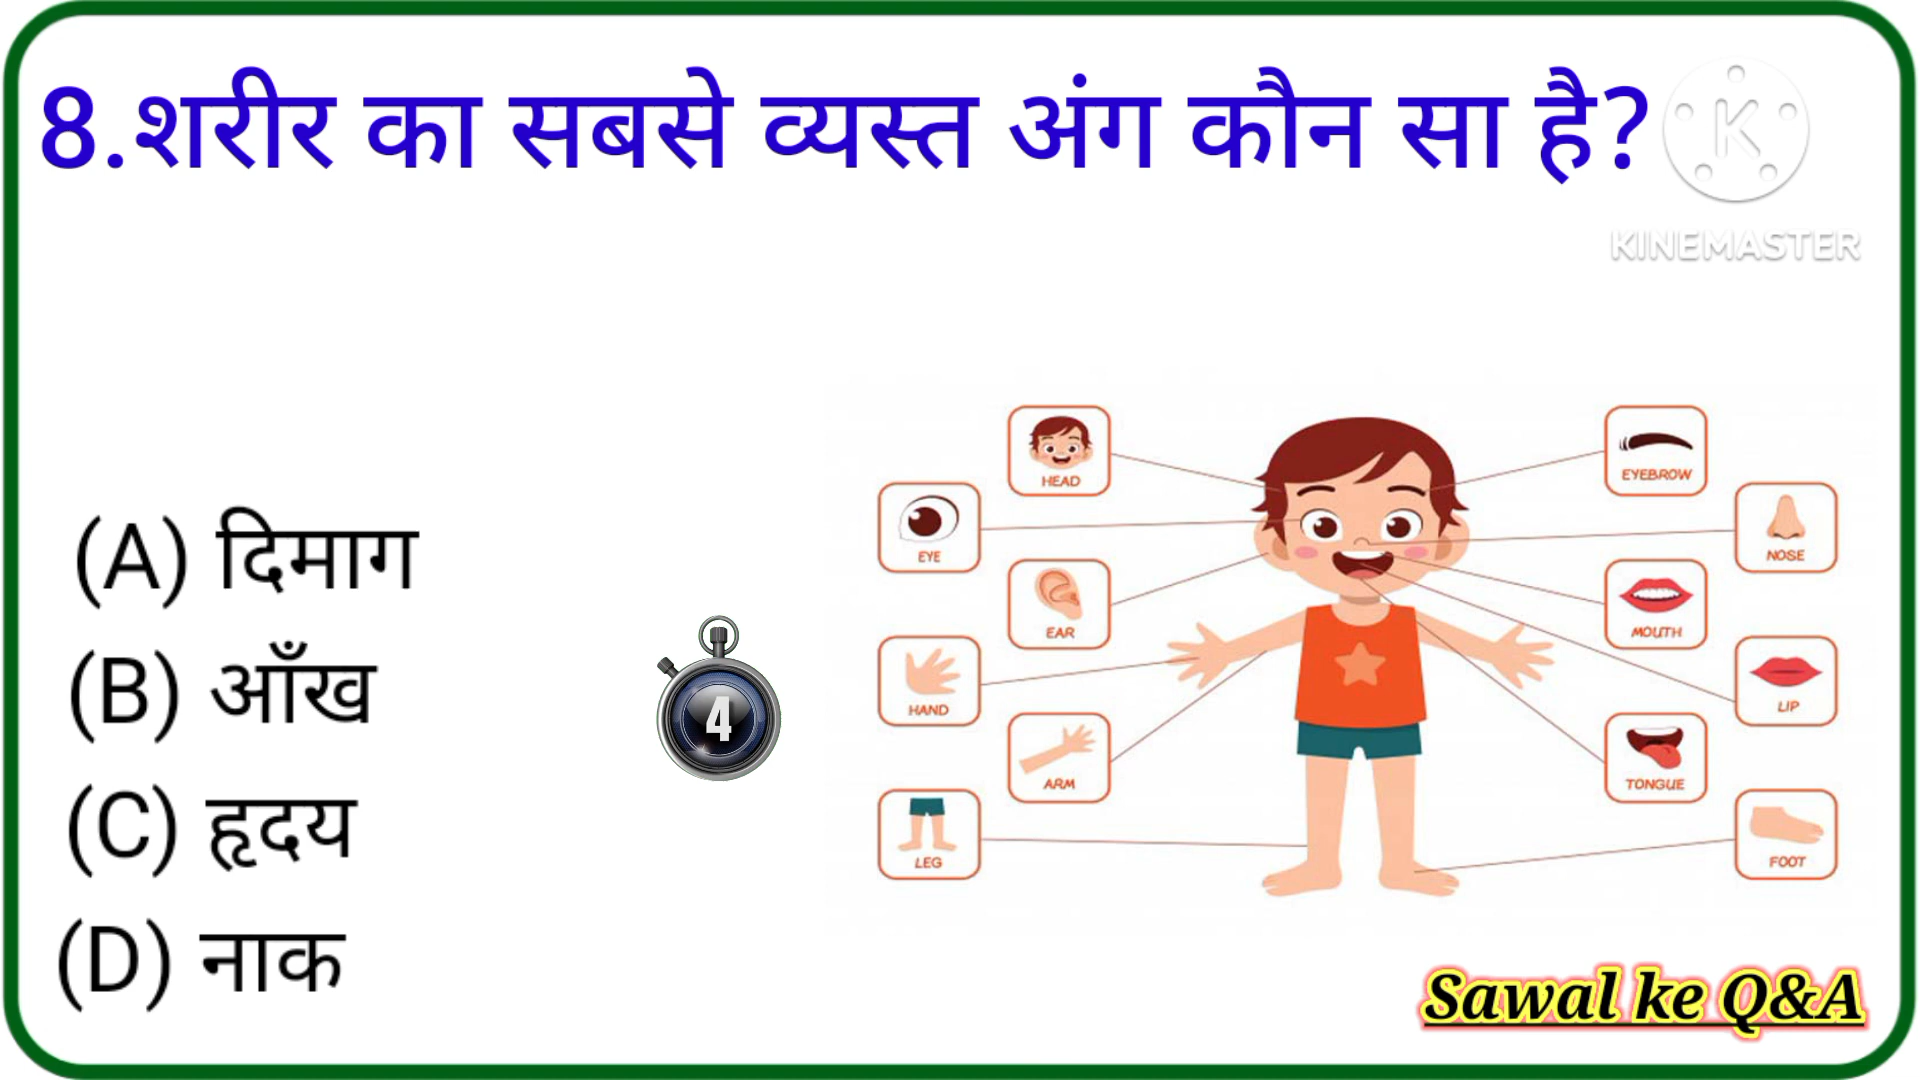 8.शरीर का सबसे व्यस्त अंग कौन सा है?
K
KINEMASTER
(A) दिमाग
(B) आँख
(C) हृदय
(D) नाक
4
HEAD
EYE
EAR
HAND
ARM
LEG
EYEBROW
NOSE
MOUTH
LIP
TONGUE
FOOT
Sawal ke Q&A